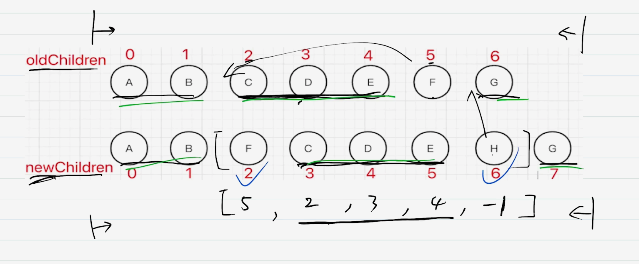 0 1 2 3 4 5 6
oldChildren A B C D E F G
newChildren A B [ F C D E H ] G
0 1 2 3 4 5 6 7
[ 5 , 2 , 3 , 4 , -1 ]